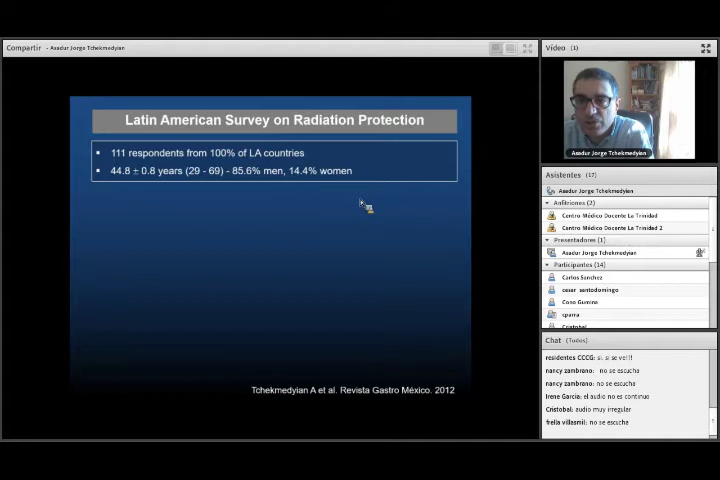 Compartir - Asadur Jorge Tchekmedyian
Latin American Survey on Radiation Protection
111 respondents from 100% of LA countries
44.8 ± 0.8 years (29 - 69) - 85.6% men, 14.4% women
Tchekmedyian A et al. Revista Gastro México. 2012
Vídeo (1)
Asadur Jorge Tchekmedyian
Asistentes (17)
Asadur Jorge Tchekmedyian
Anfitriones (2)
Centro Médico Docente La Trinidad
Centro Médico Docente La Trinidad 2
Presentadores (1)
Asadur Jorge Tchekmedyian
Participantes (14)
Carlos Sanchez
cesar santodomingo
Cono Gumina
cparra
Cristobal
Chat (Todos)
residentes CCCG: si, si se ve!!!
nancy zambrano: no se escucha
nancy zambrano: no se escucha
Irene Garcia: el audio no es continuo
Cristobal: audio muy irregular
frella villasmil: no se escucha